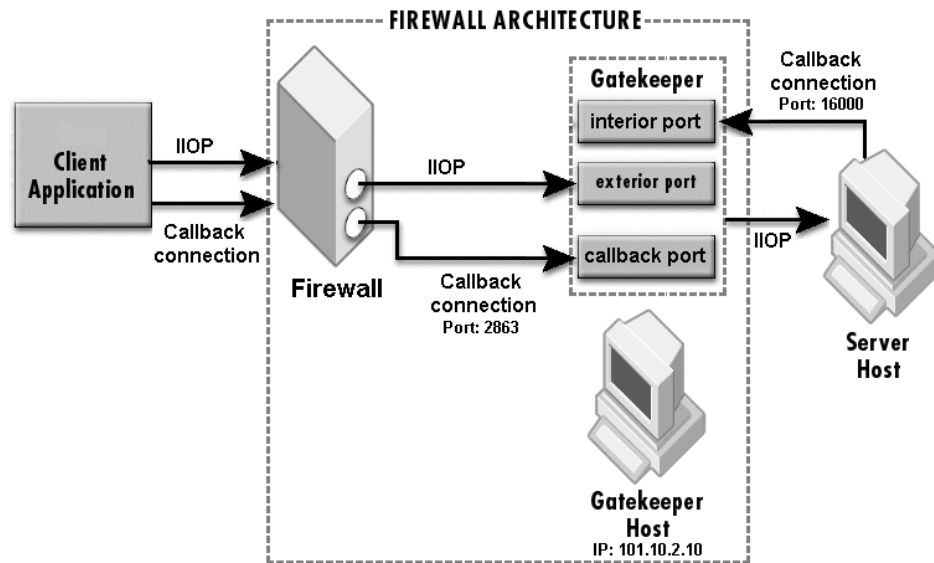 FIREWALL ARCHITECTURE
Client
Application
IIOP
Callback
connection
Firewall
IIOP
Callback
connection
Port: 2863
Gatekeeper
interior port
exterior port
callback port
Callback
connection
Port: 16000
IIOP
Server
Host
Gatekeeper
Host
IP: 101.10.2.10